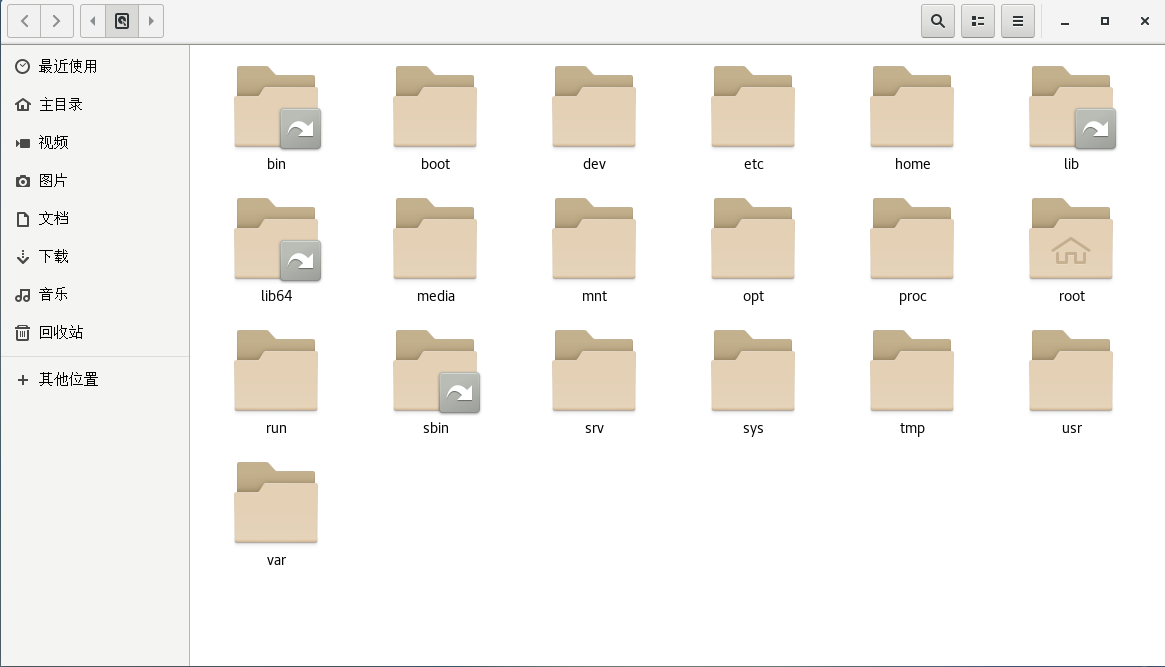 最近使用
主目录
视频
图片
文档
下载
音乐
回收站
其他位置
bin
boot
dev
etc
home
lib
lib64
media
mnt
opt
proc
root
run
sbin
srv
sys
tmp
usr
var